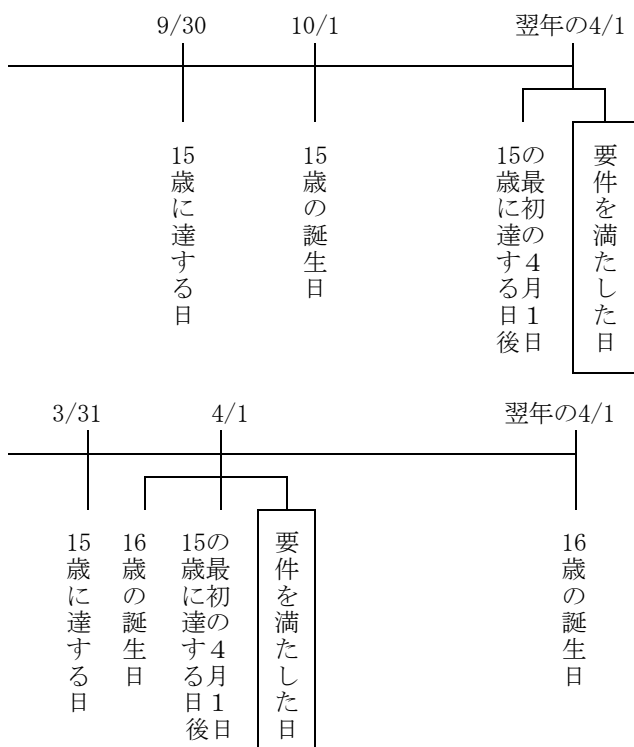 9/30
10/1
翌年の4/1
15歳に達する日
15歳の誕生日
15歳に達する日後
の最初の4月1日
要件を満たした日
3/31
4/1
翌年の4/1
15歳に達する日
16歳の誕生日
15歳に達する日後
の最初の4月1日
要件を満たした日
16歳の誕生日